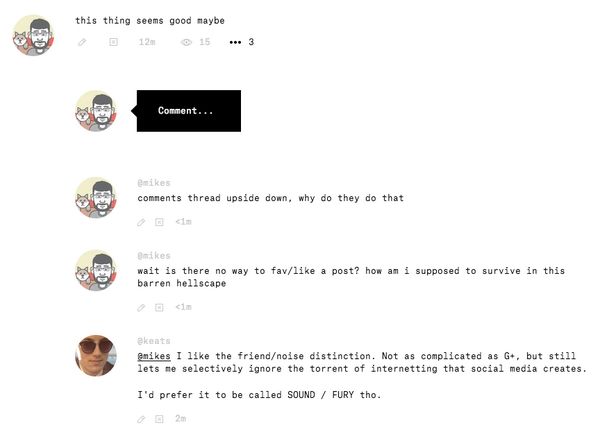 this thing seems good maybe
12m 15 ••• 3
Comment...
@mikes
comments thread upside down, why do they do that
<1m
@mikes
wait is there no way to fav/like a post? how am i supposed to survive in this
barren hellscape
<1m
@keats
@mikes I like the friend/noise distinction. Not as complicated as G+, but still
lets me selectively ignore the torrent of internetting that social media creates.
I'd prefer it to be called SOUND / FURY tho.
2m